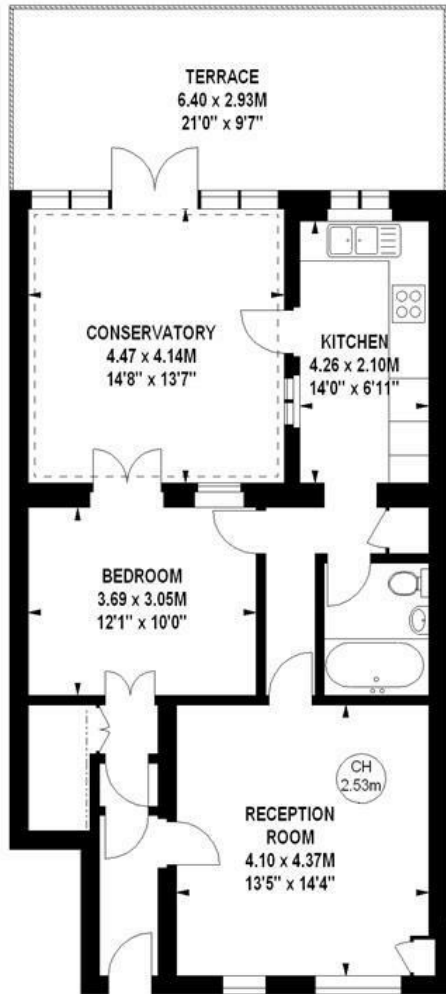 TERRACE
6.40 x 2.93M
21'0" x 9'7"
CONSERVATORY
4.47 x 4.14M
14'8" x 13'7"
KITCHEN
4.26 x 2.10M
14'0" x 6'11"
BEDROOM
3.69 x 3.05M
12'1" x 10'0"
CH
2.53m
RECEPTION
ROOM
4.10 x 4.37M
13'5" x 14'4"